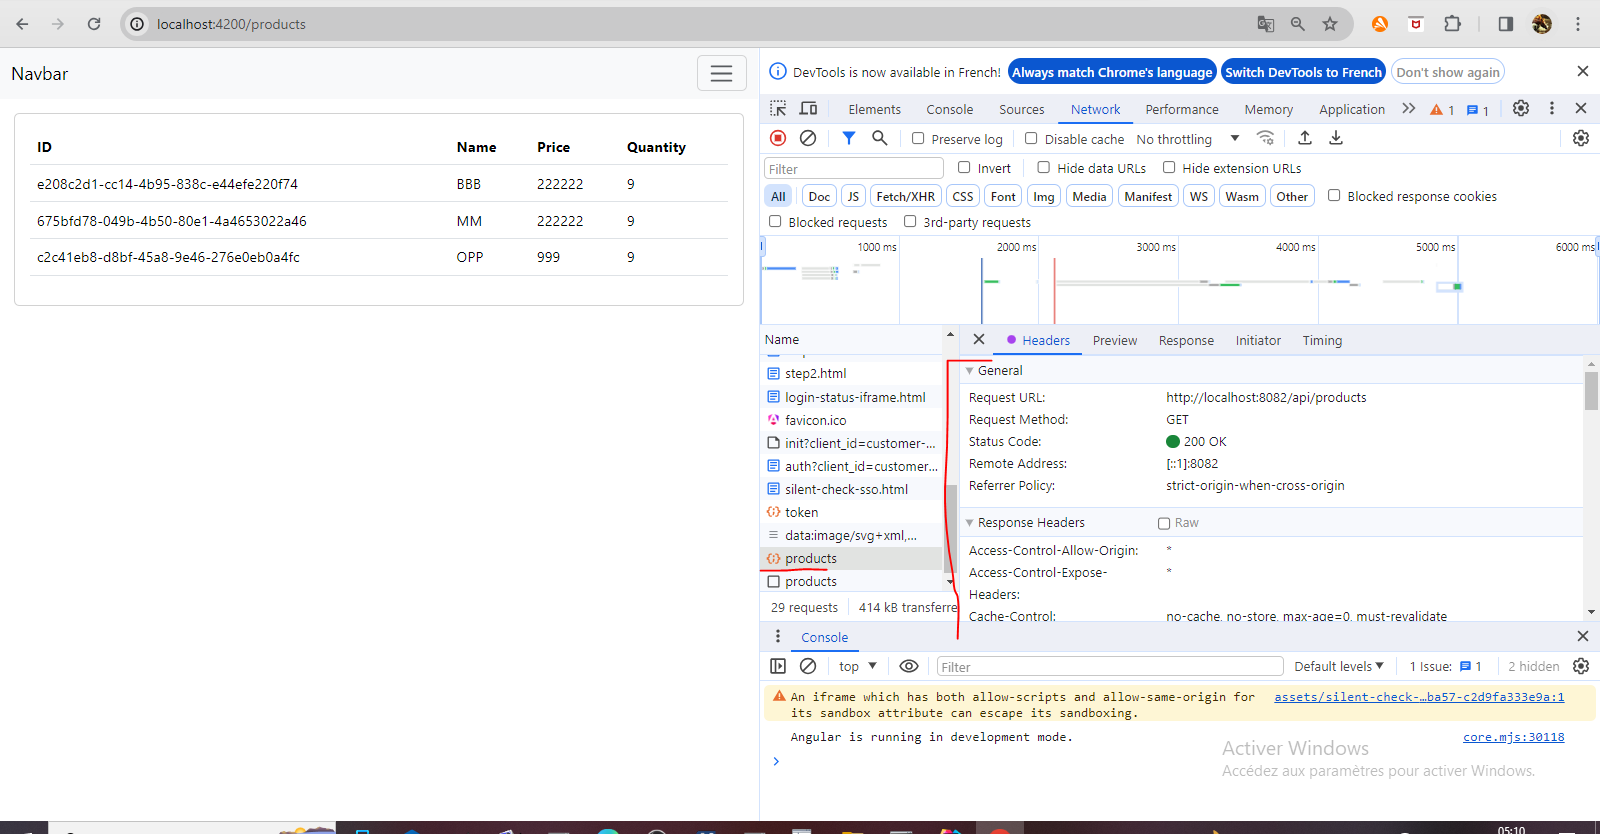 localhost:4200/products
Navbar
ID Name Price Quantity
e208c2d1-cc14-4b95-838c-e44efe220f74 BBB 222222 9
675bfd78-049b-4b50-80e1-4a4653022a46 MM 222222 9
c2c41eb8-d8bf-45a8-9e46-276e0eb0a4fc OPP 999 9
DevTools is now available in French! Always match Chrome's language Switch DevTools to French Don't show again
Elements Console Sources Network Performance Memory Application 1 1
Preserve log Disable cache No throttling
Filter Invert Hide data URLs Hide extension URLs
All Doc JS Fetch/XHR CSS Font Img Media Manifest WS Wasm Other Blocked response cookies
Blocked requests 3rd-party requests
1000 ms 2000 ms 3000 ms 4000 ms 5000 ms 6000 ms
Name
step2.html
login-status-iframe.html
favicon.ico
init?client_id=customer-...
auth?client_id=customer...
silent-check-sso.html
token
data:image/svg+xml,...
products
products
29 requests 414 kB transferre
Headers Preview Response Initiator Timing
General
Request URL: http://localhost:8082/api/products
Request Method: GET
Status Code: 200 OK
Remote Address: [::1]:8082
Referrer Policy: strict-origin-when-cross-origin
Response Headers Raw
Access-Control-Allow-Origin: *
Access-Control-Expose- *
Headers:
Cache-Control: no-cache, no-store, max-age=0, must-revalidate
Console
top Filter Default levels 1 Issue: 1 2 hidden
An iframe which has both allow-scripts and allow-same-origin for assets/silent-check-…ba57-c2d9fa333e9a:1
its sandbox attribute can escape its sandboxing.
Angular is running in development mode. core.mjs:30118
Activer Windows
Accédez aux paramètres pour activer Windows.
05:10